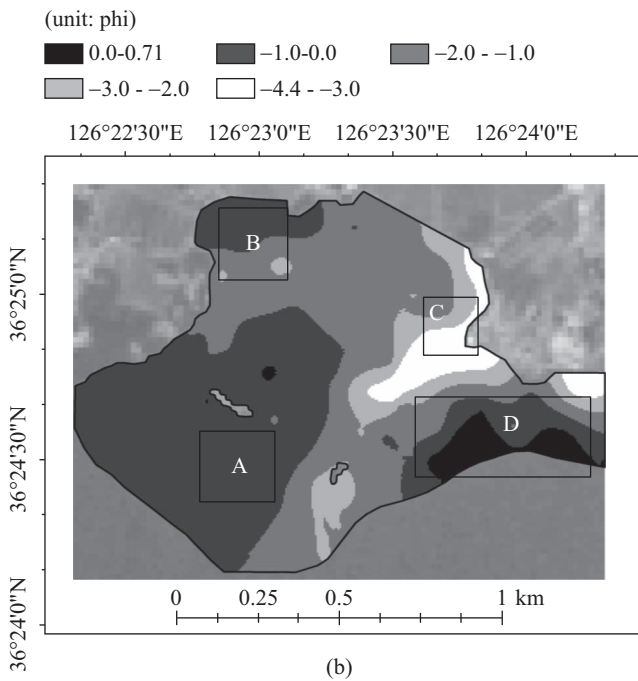 (unit: phi)
0.0-0.71 −1.0-0.0 −2.0 - −1.0
−3.0 - −2.0 −4.4 - −3.0
126°22'30"E 126°23'0"E 126°23'30"E 126°24'0"E
36°25'0"N
36°24'30"N
36°24'0"N
B
C
D
A
0 0.25 0.5 1 km
(b)